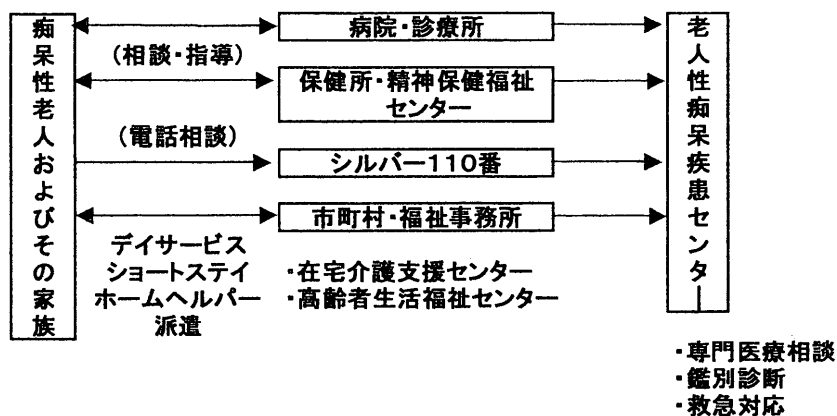 痴呆性老人およびその家族
病院・診療所
(相談・指導)
保健所・精神保健福祉
センター
(電話相談)
シルバー110番
市町村・福祉事務所
デイサービス
ショートステイ
ホームヘルパー
派遣
・在宅介護支援センター
・高齢者生活福祉センター
老人性痴呆疾患センター
・専門医療相談
・鑑別診断
・救急対応